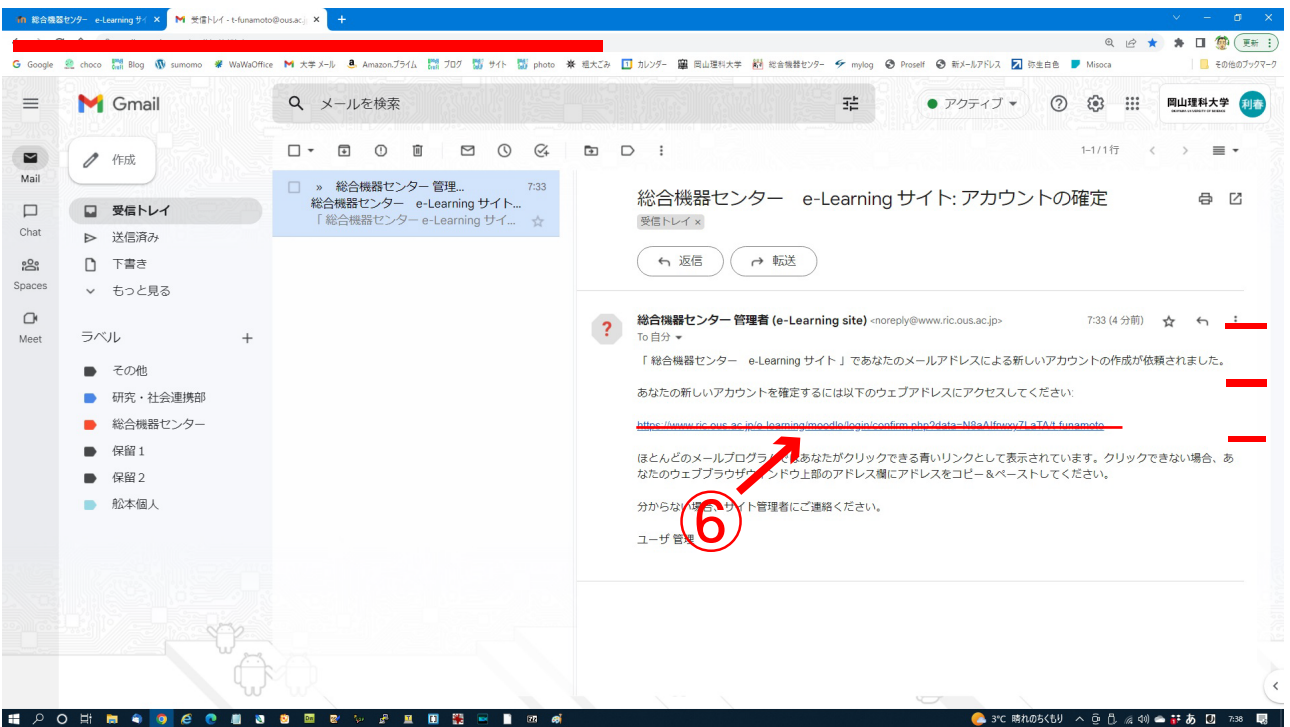 総合機器センター e-Learning サイ
受信トレイ - t-funamoto@ous.ac.j
更新
Google choco Blog sumomo WaWaOffice 大学メール Amazon.プライム ブログ サイト photo 粗大ごみ カレンダー 岡山理科大学 総合機器センター mylog Proself 新メールアドレス 弥生白色 Misoca その他のブックマーク
Gmail
メールを検索
アクティブ
岡山理科大学
利春
Mail
Chat
Spaces
Meet
作成
受信トレイ
送信済み
下書き
もっと見る
ラベル
その他
研究・社会連携部
総合機器センター
保留1
保留2
舩本個人
1-1/1行
» 総合機器センター 管理... 7:33
総合機器センター e-Learning サイト...
「 総合機器センター e-Learning サイ...
総合機器センター e-Learning サイト: アカウントの確定
受信トレイ ×
返信
転送
総合機器センター 管理者 (e-Learning site) <noreply@www.ric.ous.ac.jp>
7:33 (4 分前)
To 自分
「 総合機器センター e-Learning サイト 」であなたのメールアドレスによる新しいアカウントの作成が依頼されました。
あなたの新しいアカウントを確定するには以下のウェブアドレスにアクセスしてください:
ほとんどのメールプログラムではあなたがクリックできる青いリンクとして表示されています。クリックできない場合、あ
なたのウェブブラウザウィンドウ上部のアドレス欄にアドレスをコピー＆ペーストしてください。
分からない場合、サイト管理者にご連絡ください。
ユーザ 管理
⑥
3°C 晴れのちくもり
あ
7:38